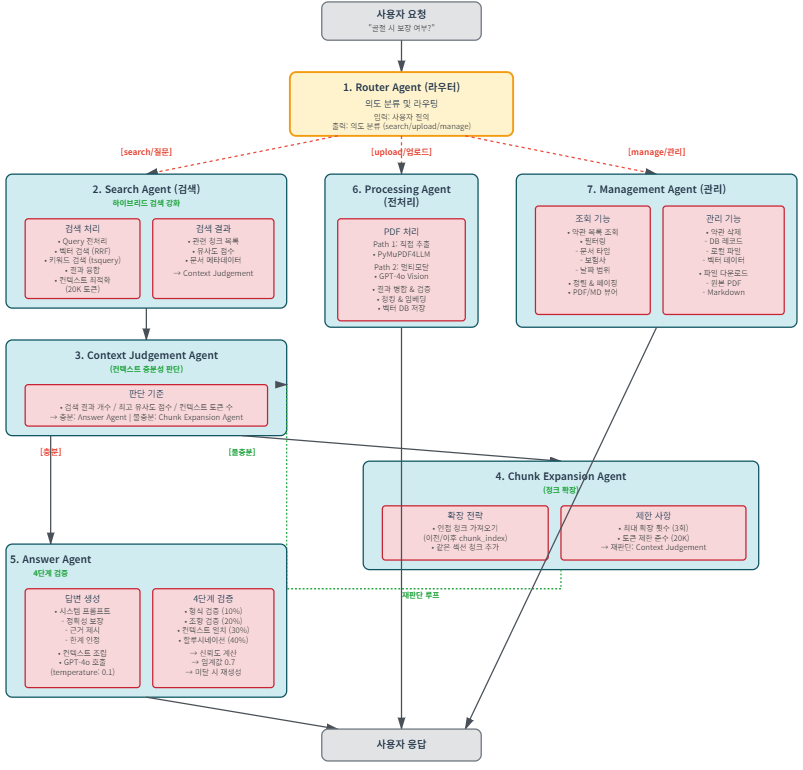 사용자 요청
"골절 시 보장 여부?"
1. Router Agent (라우터)
의도 분류 및 라우팅
입력: 사용자 질의
출력: 의도 분류 (search/upload/manage)
[search/질문]
[upload/업로드]
[manage/관리]
2. Search Agent (검색)
하이브리드 검색 강화
검색 처리
• Query 전처리
• 벡터 검색 (RRF)
• 키워드 검색 (tsquery)
• 결과 융합
• 컨텍스트 최적화
(20K 토큰)
검색 결과
• 관련 청크 목록
• 유사도 점수
• 문서 메타데이터
→ Context Judgement
6. Processing Agent
(전처리)
PDF 처리
Path 1: 직접 추출
• PyMuPDF4LLM
Path 2: 멀티모달
• GPT-4o Vision
• 결과 병합 & 검증
• 청킹 & 임베딩
• 벡터 DB 저장
7. Management Agent (관리)
조회 기능
• 약관 목록 조회
• 필터링
- 문서 타입
- 보험사
- 날짜 범위
• 정렬 & 페이징
• PDF/MD 뷰어
관리 기능
• 약관 삭제
- DB 레코드
- 로컬 파일
- 벡터 데이터
• 파일 다운로드
- 원본 PDF
- Markdown
3. Context Judgement Agent
(컨텍스트 충분성 판단)
판단 기준
• 검색 결과 개수 / 최고 유사도 점수 / 컨텍스트 토큰 수
→ 충분: Answer Agent | 불충분: Chunk Expansion Agent
[충분]
[불충분]
4. Chunk Expansion Agent
(청크 확장)
확장 전략
• 인접 청크 가져오기
(이전/이후 chunk_index)
• 같은 섹션 청크 추가
제한 사항
• 최대 확장 횟수 (3회)
• 토큰 제한 준수 (20K)
→ 재판단: Context Judgement
재판단 루프
5. Answer Agent
4단계 검증
답변 생성
• 시스템 프롬프트
- 정확성 보장
- 근거 제시
- 한계 인정
• 컨텍스트 조립
• GPT-4o 호출
(temperature: 0.1)
4단계 검증
• 형식 검증 (10%)
• 조항 검증 (20%)
• 컨텍스트 일치 (30%)
• 할루시네이션 (40%)
→ 신뢰도 계산
→ 임계값 0.7
→ 미달 시 재생성
사용자 응답